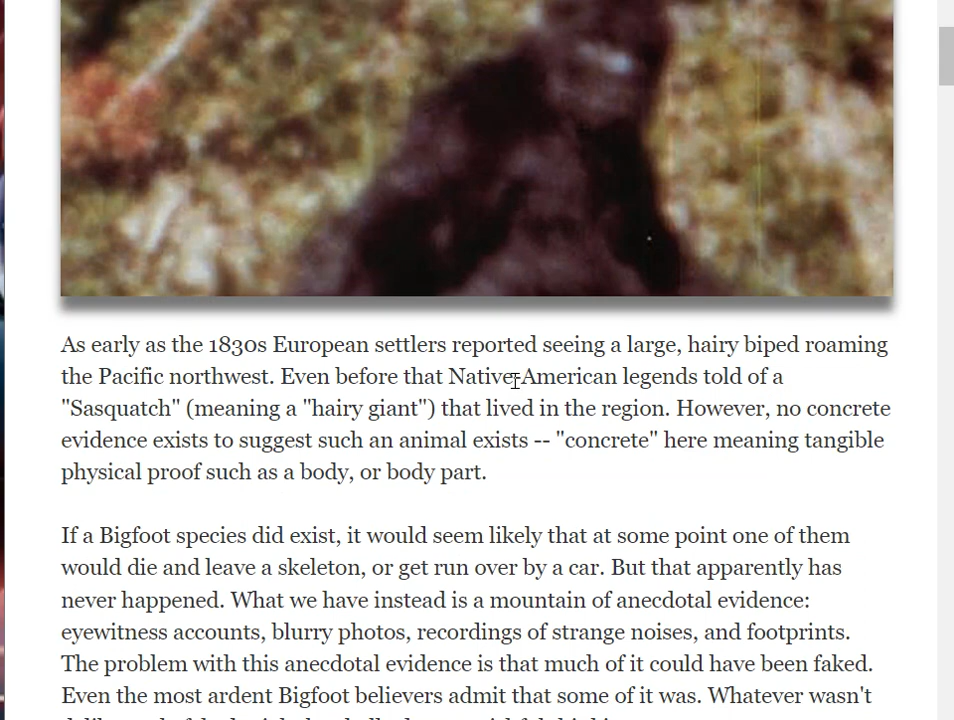 As early as the 1830s European settlers reported seeing a large, hairy biped roaming
the Pacific northwest. Even before that Native American legends told of a
"Sasquatch" (meaning a "hairy giant") that lived in the region. However, no concrete
evidence exists to suggest such an animal exists -- "concrete" here meaning tangible
physical proof such as a body, or body part.
If a Bigfoot species did exist, it would seem likely that at some point one of them
would die and leave a skeleton, or get run over by a car. But that apparently has
never happened. What we have instead is a mountain of anecdotal evidence:
eyewitness accounts, blurry photos, recordings of strange noises, and footprints.
The problem with this anecdotal evidence is that much of it could have been faked.
Even the most ardent Bigfoot believers admit that some of it was. Whatever wasn't